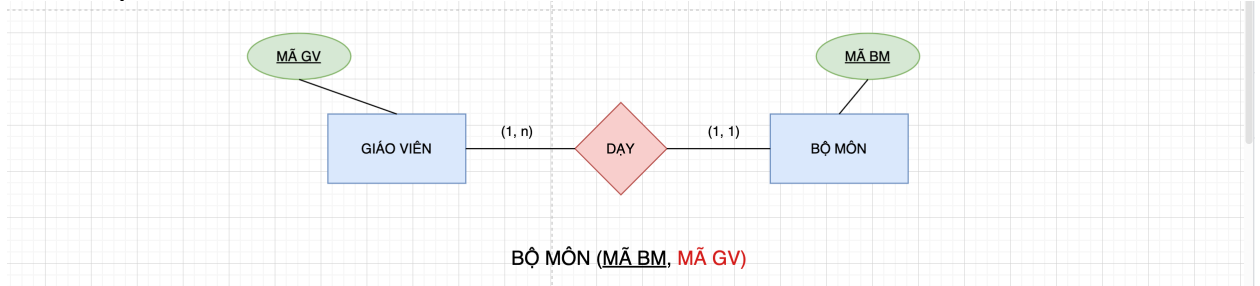 MÃ GV
MÃ BM
GIÁO VIÊN
(1, n)
DẠY
(1, 1)
BỘ MÔN
BỘ MÔN (MÃ BM, MÃ GV)